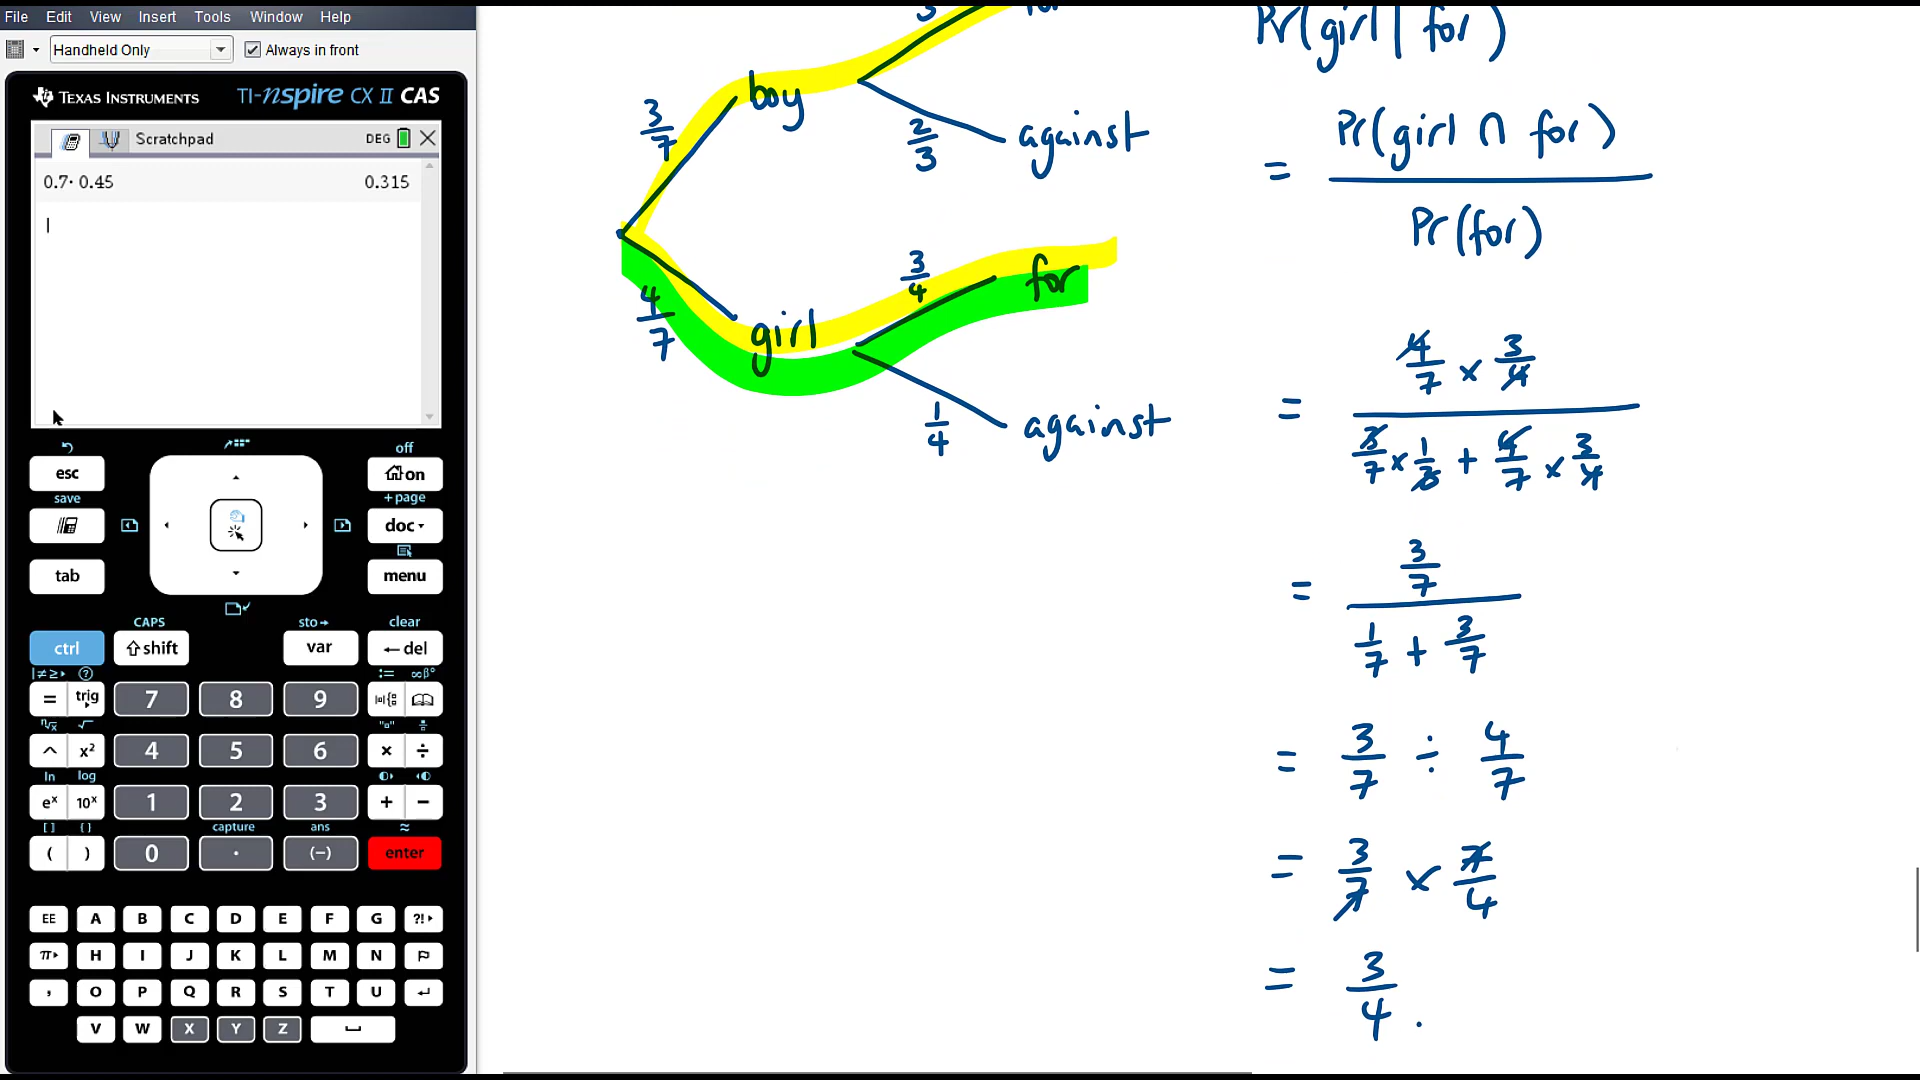 File Edit View Insert Tools Window Help
Handheld Only Always in front
TEXAS INSTRUMENTS TI-nspire CX II CAS
Scratchpad DEG
0.7· 0.45 0.315
esc off on
save + page doc
tab menu
CAPS sto→ clear
ctrl shift var ←del
= trig 7 8 9
^ x² 4 5 6 × ÷
ln log
eˣ 10ˣ 1 2 3 + −
[ ] { } capture ans ≈
( ) 0 . (−) enter
EE A B C D E F G ?!
π H I J K L M N
, O P Q R S T U
V W X Y Z
3/7 boy
2/3 against
4/7 girl
3/4 for
1/4 against
Pr(girl | for)
= Pr(girl ∩ for) / Pr(for)
= (4/7 × 3/4) / (3/7 × 1/3 + 4/7 × 3/4)
= (3/7) / (1/7 + 3/7)
= 3/7 ÷ 4/7
= 3/7 × 7/4
= 3/4 .